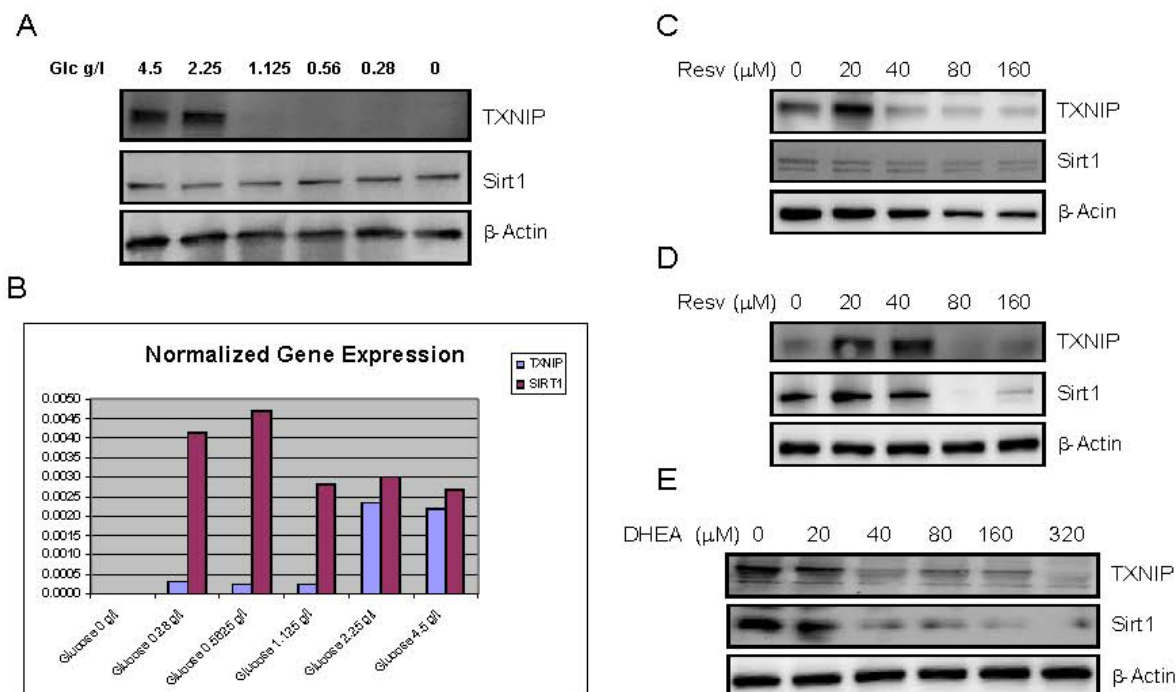 A
Glc g/l 4.5 2.25 1.125 0.56 0.28 0
TXNIP
Sirt1
β-Actin
B
Normalized Gene Expression
TXNIP
SIRT1
0.0050
0.0045
0.0040
0.0035
0.0030
0.0025
0.0020
0.0015
0.0010
0.0005
0.0000
Glucose 0 g/l
Glucose 0.28 g/l
Glucose 0.5625 g/l
Glucose 1.125 g/l
Glucose 2.25 g/l
Glucose 4.5 g/l
C
Resv (μM) 0 20 40 80 160
TXNIP
Sirt1
β-Acin
D
Resv (μM) 0 20 40 80 160
TXNIP
Sirt1
β-Actin
E
DHEA (μM) 0 20 40 80 160 320
TXNIP
Sirt1
β-Actin